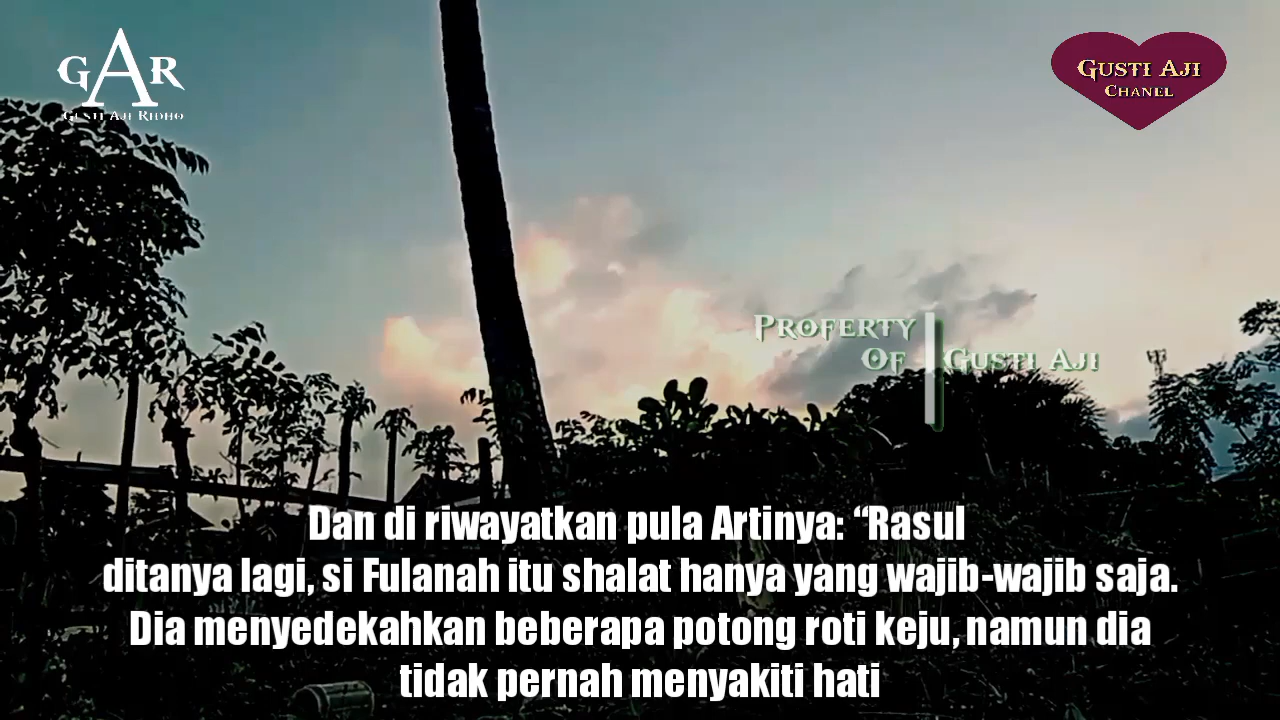 GAR
Gusti Aji Ridho
Gusti Aji
Chanel
Property
Of Gusti Aji
Dan di riwayatkan pula Artinya: “Rasul
ditanya lagi, si Fulanah itu shalat hanya yang wajib-wajib saja.
Dia menyedekahkan beberapa potong roti keju, namun dia
tidak pernah menyakiti hati